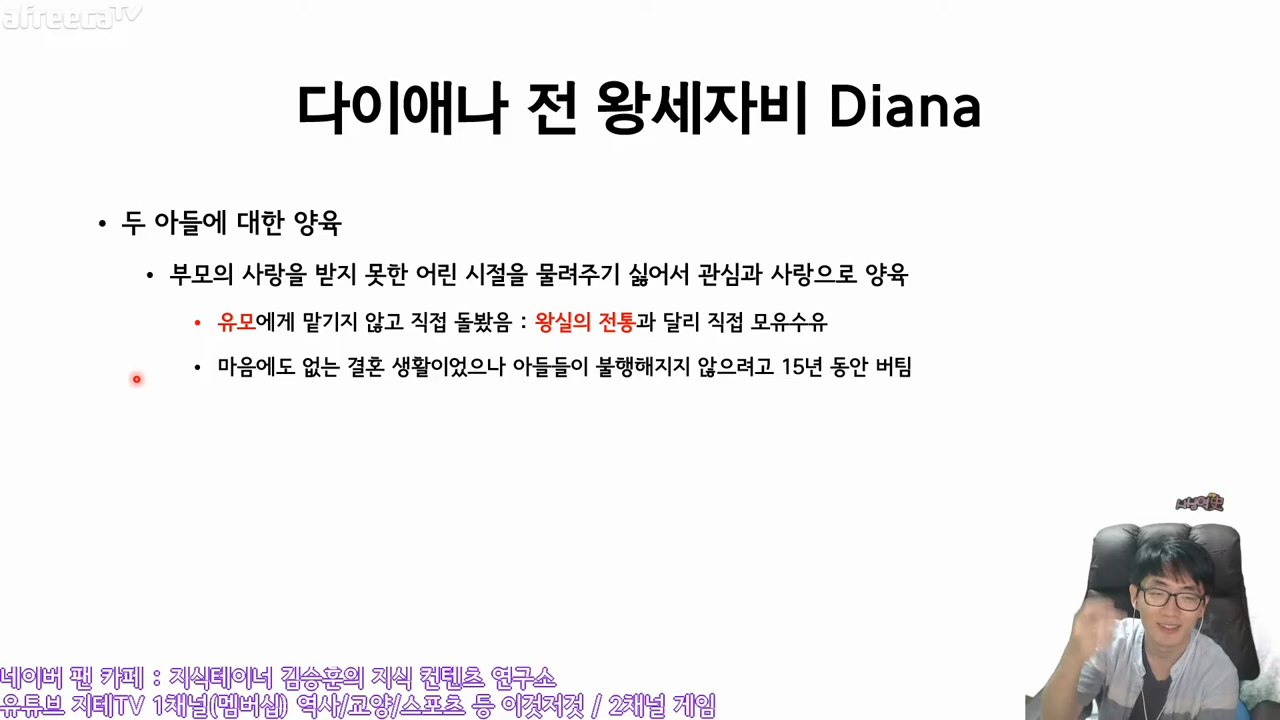 afreecaTV
다이애나 전 왕세자비 Diana
• 두 아들에 대한 양육
• 부모의 사랑을 받지 못한 어린 시절을 물려주기 싫어서 관심과 사랑으로 양육
• 유모에게 맡기지 않고 직접 돌봤음 : 왕실의 전통과 달리 직접 모유수유
• 마음에도 없는 결혼 생활이었으나 아들들이 불행해지지 않으려고 15년 동안 버팀
네이버 팬 카페 : 지식테이너 김승훈의 지식 컨텐츠 연구소
유튜브 지테TV 1채널(멤버십) 역사/교양/스포츠 등 이것저것 / 2채널 게임